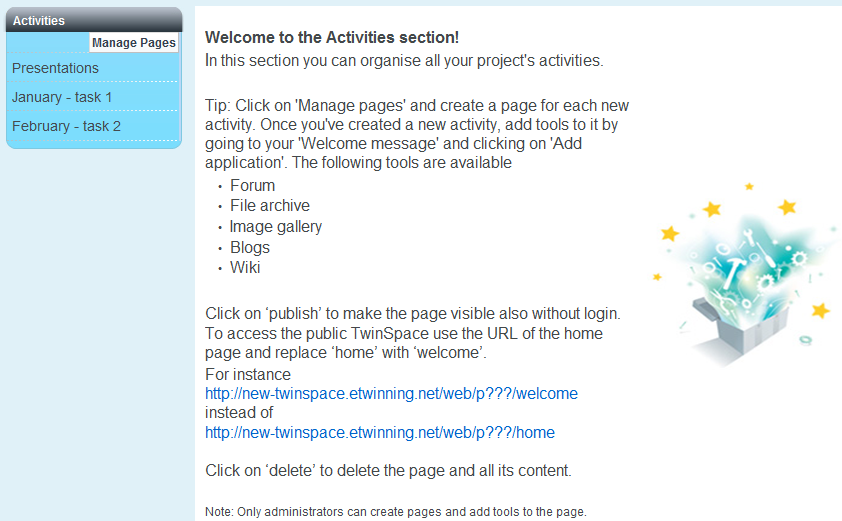 Activities
Manage Pages
Presentations
January - task 1
February - task 2
Welcome to the Activities section!
In this section you can organise all your project's activities.
Tip: Click on 'Manage pages' and create a page for each new
activity. Once you've created a new activity, add tools to it by
going to your 'Welcome message' and clicking on 'Add
application'. The following tools are available
• Forum
• File archive
• Image gallery
• Blogs
• Wiki
Click on ‘publish’ to make the page visible also without login.
To access the public TwinSpace use the URL of the home
page and replace ‘home’ with ‘welcome’.
For instance
http://new-twinspace.etwinning.net/web/p???/welcome
instead of
http://new-twinspace.etwinning.net/web/p???/home
Click on ‘delete’ to delete the page and all its content.
Note: Only administrators can create pages and add tools to the page.